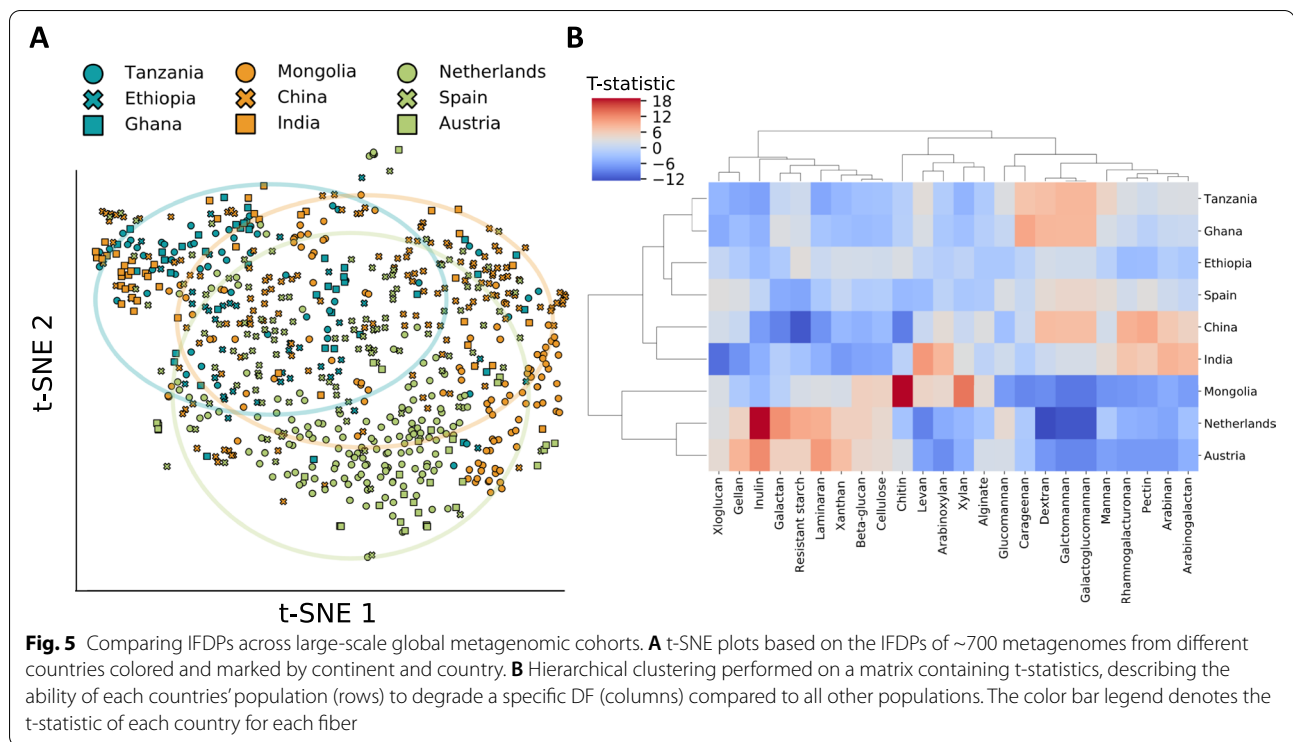 A
Tanzania Mongolia Netherlands
Ethiopia China Spain
Ghana India Austria
t-SNE 2
t-SNE 1
B
T-statistic
18
12
6
0
−6
−12
Tanzania
Ghana
Ethiopia
Spain
China
India
Mongolia
Netherlands
Austria
Xloglucan
Gellan
Inulin
Galactan
Resistant starch
Laminaran
Xanthan
Beta-glucan
Cellulose
Chitin
Levan
Arabinoxylan
Xylan
Alginate
Glucomannan
Carageenan
Dextran
Galctomannan
Galactoglucomannan
Mannan
Rhamnogalacturonan
Pectin
Arabinan
Arabinogalactan
Fig. 5 Comparing IFDPs across large-scale global metagenomic cohorts. A t-SNE plots based on the IFDPs of ~700 metagenomes from different
countries colored and marked by continent and country. B Hierarchical clustering performed on a matrix containing t-statistics, describing the
ability of each countries' population (rows) to degrade a specific DF (columns) compared to all other populations. The color bar legend denotes the
t-statistic of each country for each fiber